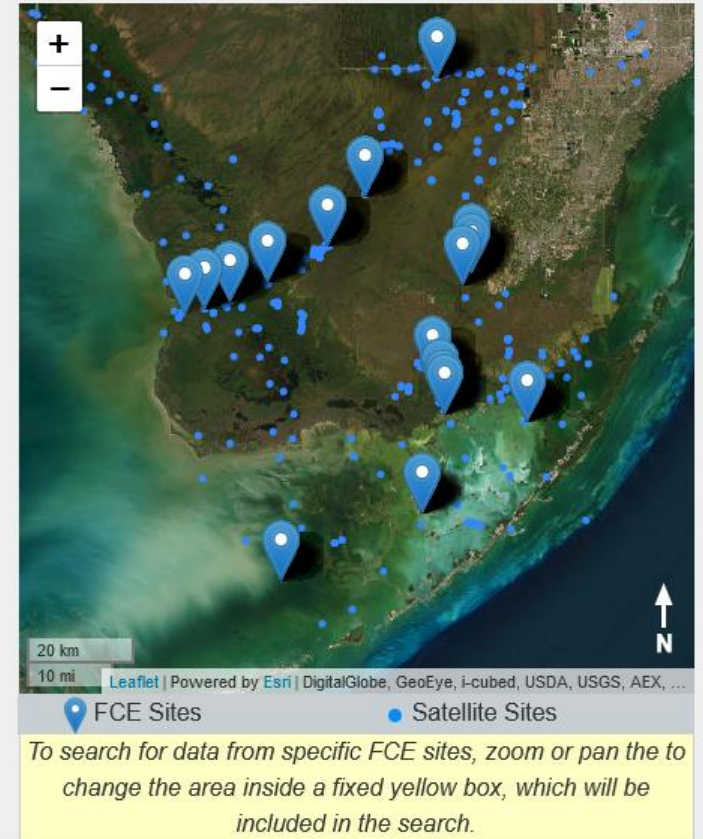 +
−
N
20 km
10 mi
Leaflet | Powered by Esri | DigitalGlobe, GeoEye, i-cubed, USDA, USGS, AEX, ...
FCE Sites
Satellite Sites
To search for data from specific FCE sites, zoom or pan the to
change the area inside a fixed yellow box, which will be
included in the search.